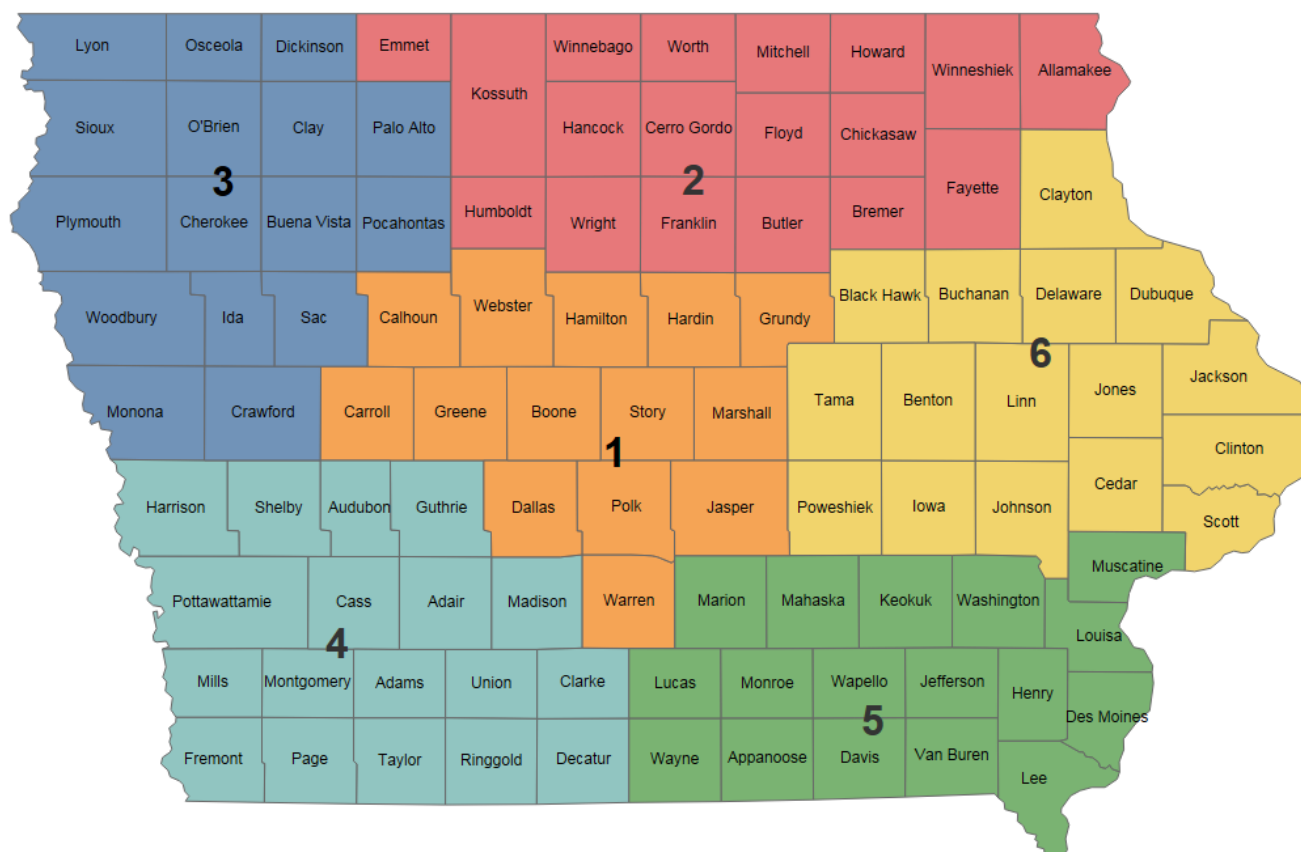 Lyon Osceola Dickinson Emmet Winnebago Worth Mitchell Howard
Winneshiek Allamakee
Kossuth
Sioux O'Brien Clay Palo Alto Hancock Cerro Gordo Floyd Chickasaw
3 2
Fayette Clayton
Plymouth Cherokee Buena Vista Pocahontas Humboldt Wright Franklin Butler Bremer
Woodbury Ida Sac Calhoun Webster Hamilton Hardin Grundy Black Hawk Buchanan Delaware Dubuque
6
Monona Crawford Carroll Greene Boone Story Marshall Tama Benton Linn Jones Jackson
1
Clinton
Harrison Shelby Audubon Guthrie Dallas Polk Jasper Poweshiek Iowa Johnson Cedar
Scott
Muscatine
Pottawattamie Cass Adair Madison Warren Marion Mahaska Keokuk Washington
4
Louisa
Mills Montgomery Adams Union Clarke Lucas Monroe Wapello Jefferson Henry
5
Des Moines
Fremont Page Taylor Ringgold Decatur Wayne Appanoose Davis Van Buren
Lee